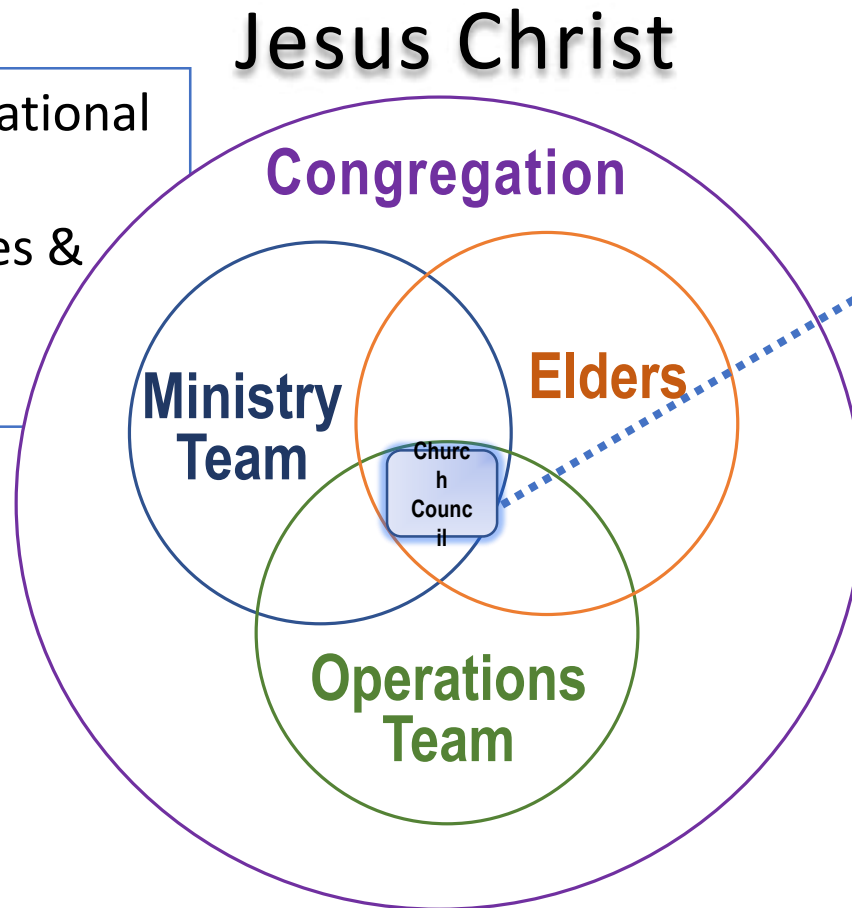 Jesus Christ
ational
es &
Congregation
Ministry
Team
Elders
Churc
h
Counc
il
Operations
Team